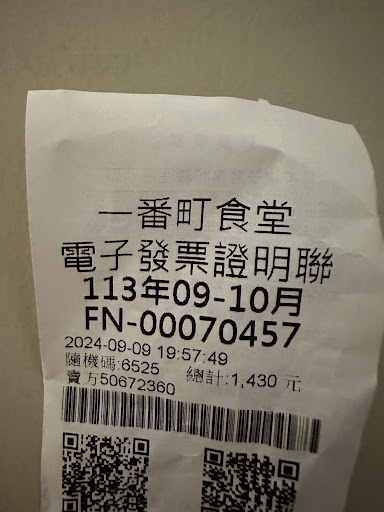 一番町食堂
電子發票證明聯
113年09-10月
FN-00070457
2024-09-09 19:57:49
隨機碼:6525 總計:1,430 元
賣方50672360